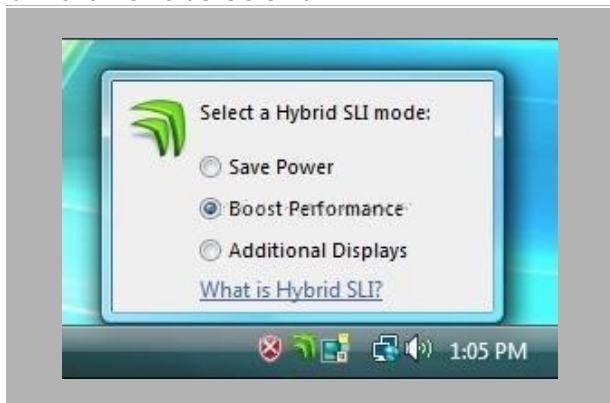 Select a Hybrid SLI mode:
Save Power
Boost Performance
Additional Displays
What is Hybrid SLI?
1:05 PM